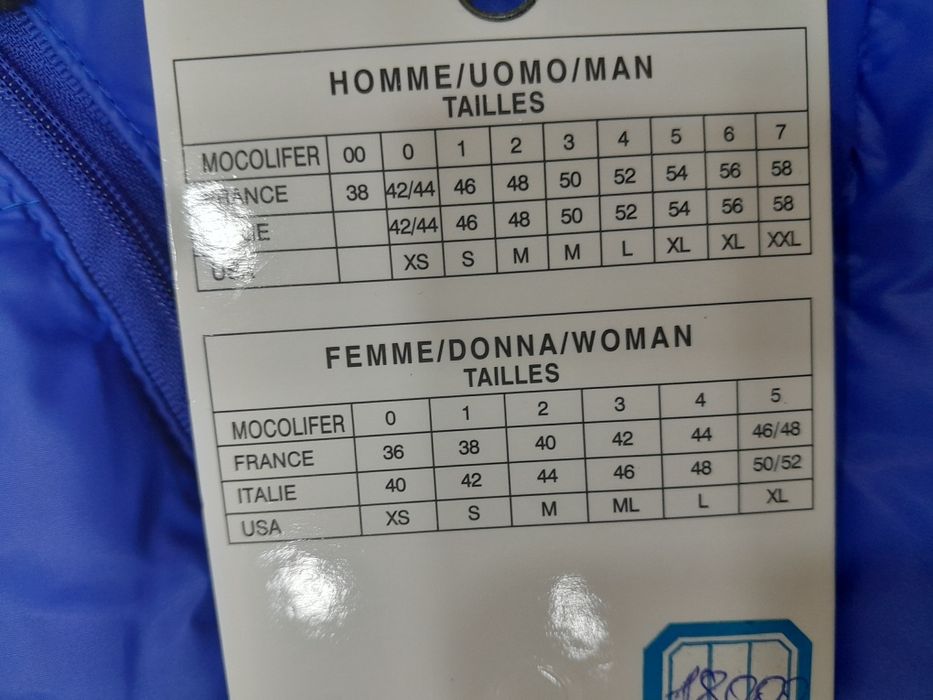 HOMME/UOMO/MAN
TAILLES
MOCOLIFER 00 0 1 2 3 4 5 6 7
38 42/44 46 48 50 52 54 56 58
42/44 46 48 50 52 54 56 58
USA XS S M M L XL XL XXL
FEMME/DONNA/WOMAN
TAILLES
MOCOLIFER 0 1 2 3 4 5
FRANCE 36 38 40 42 44 46/48
ITALIE 40 42 44 46 48 50/52
USA XS S M ML L XL